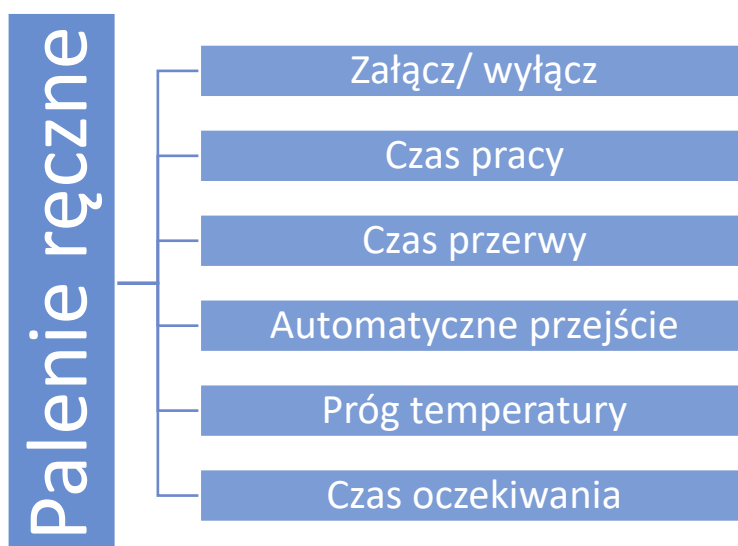 Palenie ręczne
Załącz/ wyłącz
Czas pracy
Czas przerwy
Automatyczne przejście
Próg temperatury
Czas oczekiwania